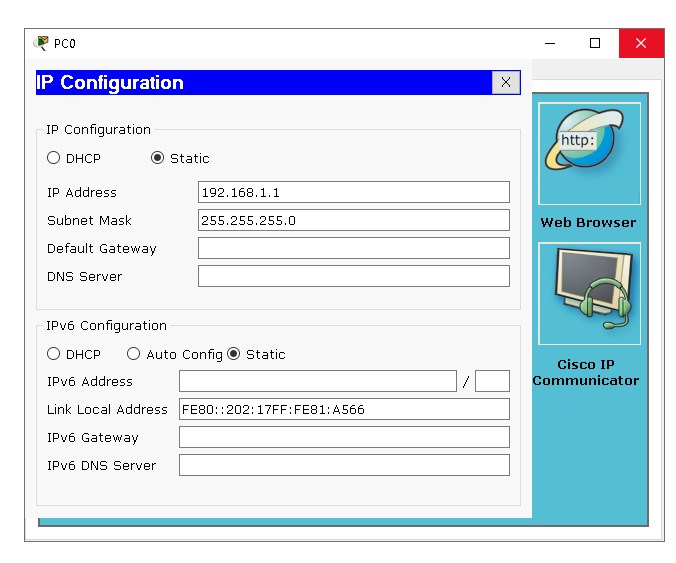 PC0
IP Configuration X
IP Configuration
DHCP Static
IP Address 192.168.1.1
Subnet Mask 255.255.255.0
Default Gateway
DNS Server
IPv6 Configuration
DHCP Auto Config Static
IPv6 Address /
Link Local Address FE80::202:17FF:FE81:A566
IPv6 Gateway
IPv6 DNS Server
http:
Web Browser
Cisco IP
Communicator